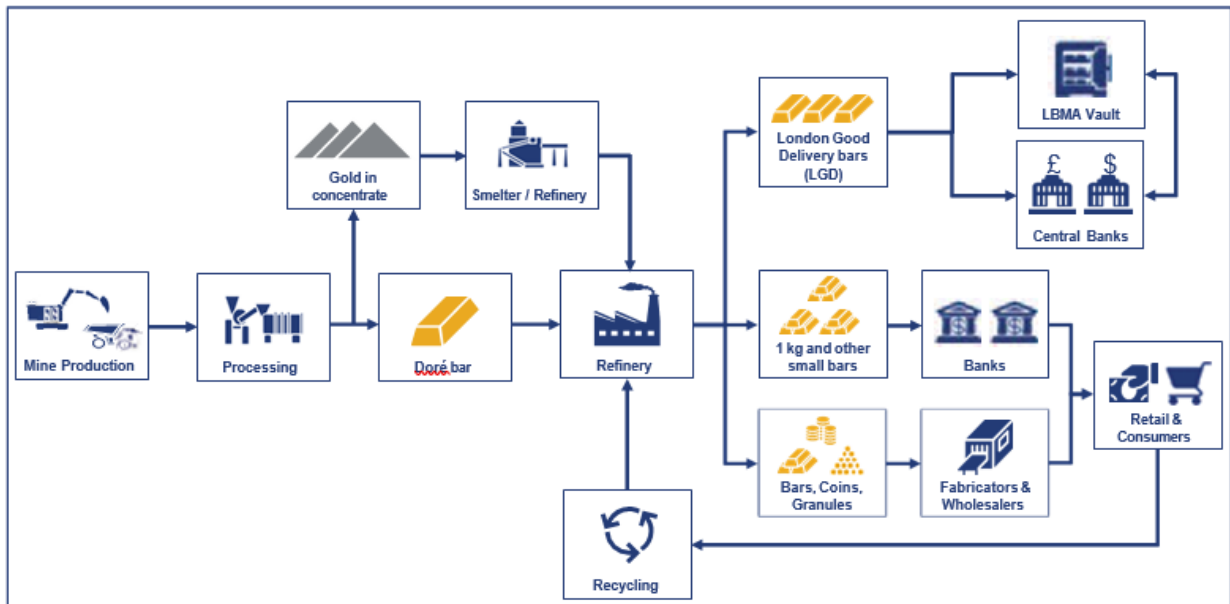 LBMA Vault
London Good
Delivery bars
(LGD)
£ $
Central Banks
Gold in
concentrate
Smelter / Refinery
Mine Production
Processing
Doré bar
Refinery
1 kg and other
small bars
$ $
Banks
Retail &
Consumers
Bars, Coins,
Granules
Fabricators &
Wholesalers
Recycling